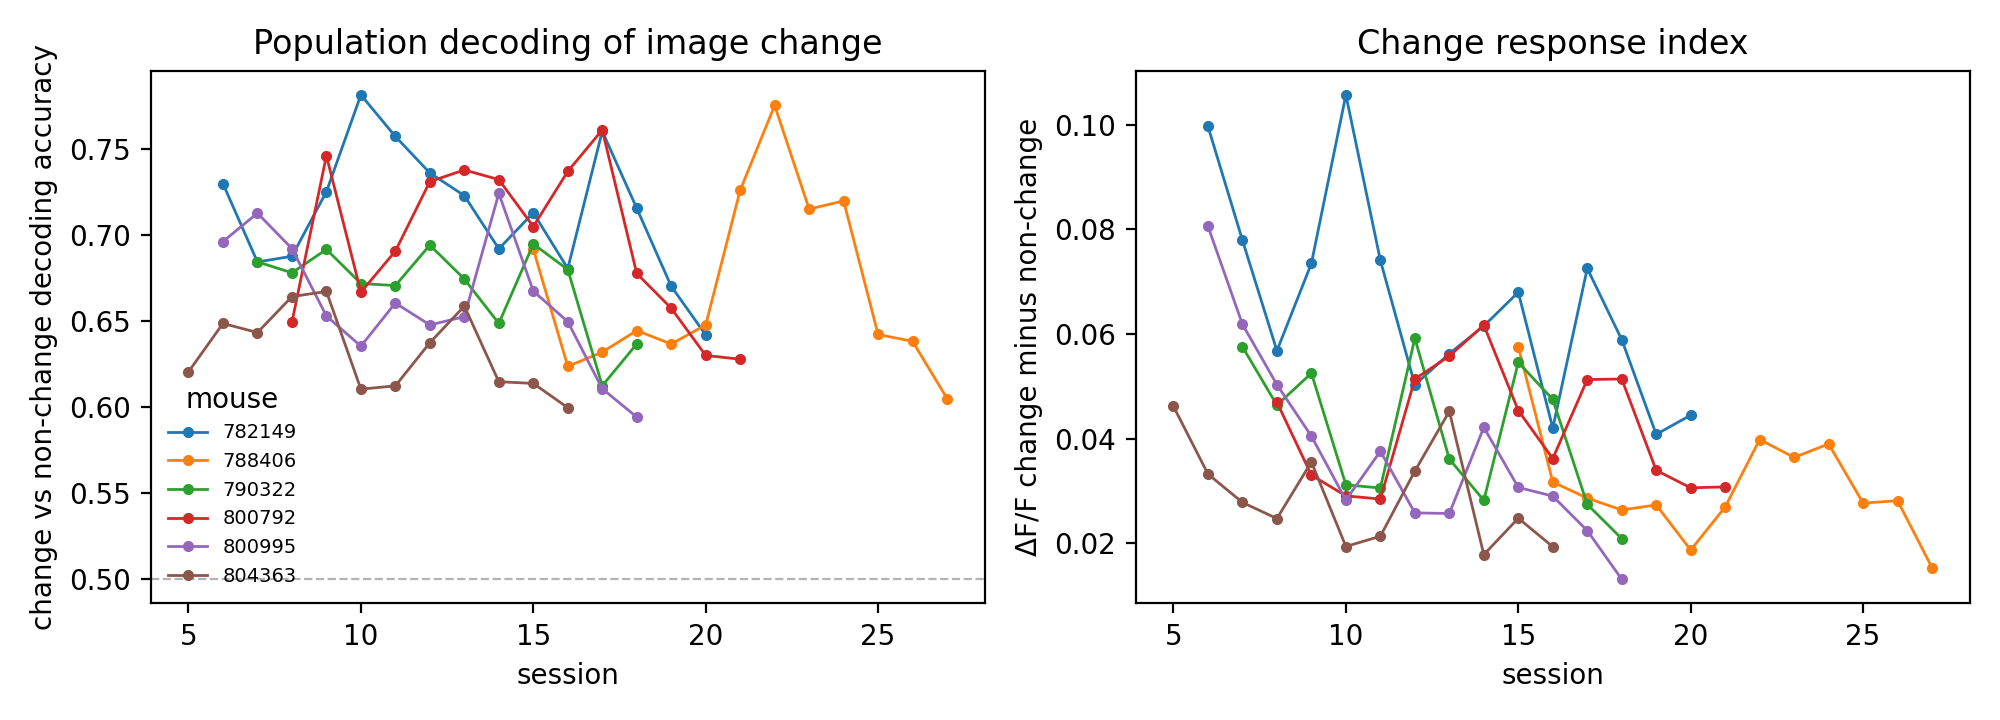 Population decoding of image change
change vs non-change decoding accuracy
0.75
0.70
0.65
0.60
0.55
0.50
mouse
782149
788406
790322
800792
800995
804363
5 10 15 20 25
session
Change response index
ΔF/F change minus non-change
0.10
0.08
0.06
0.04
0.02
5 10 15 20 25
session